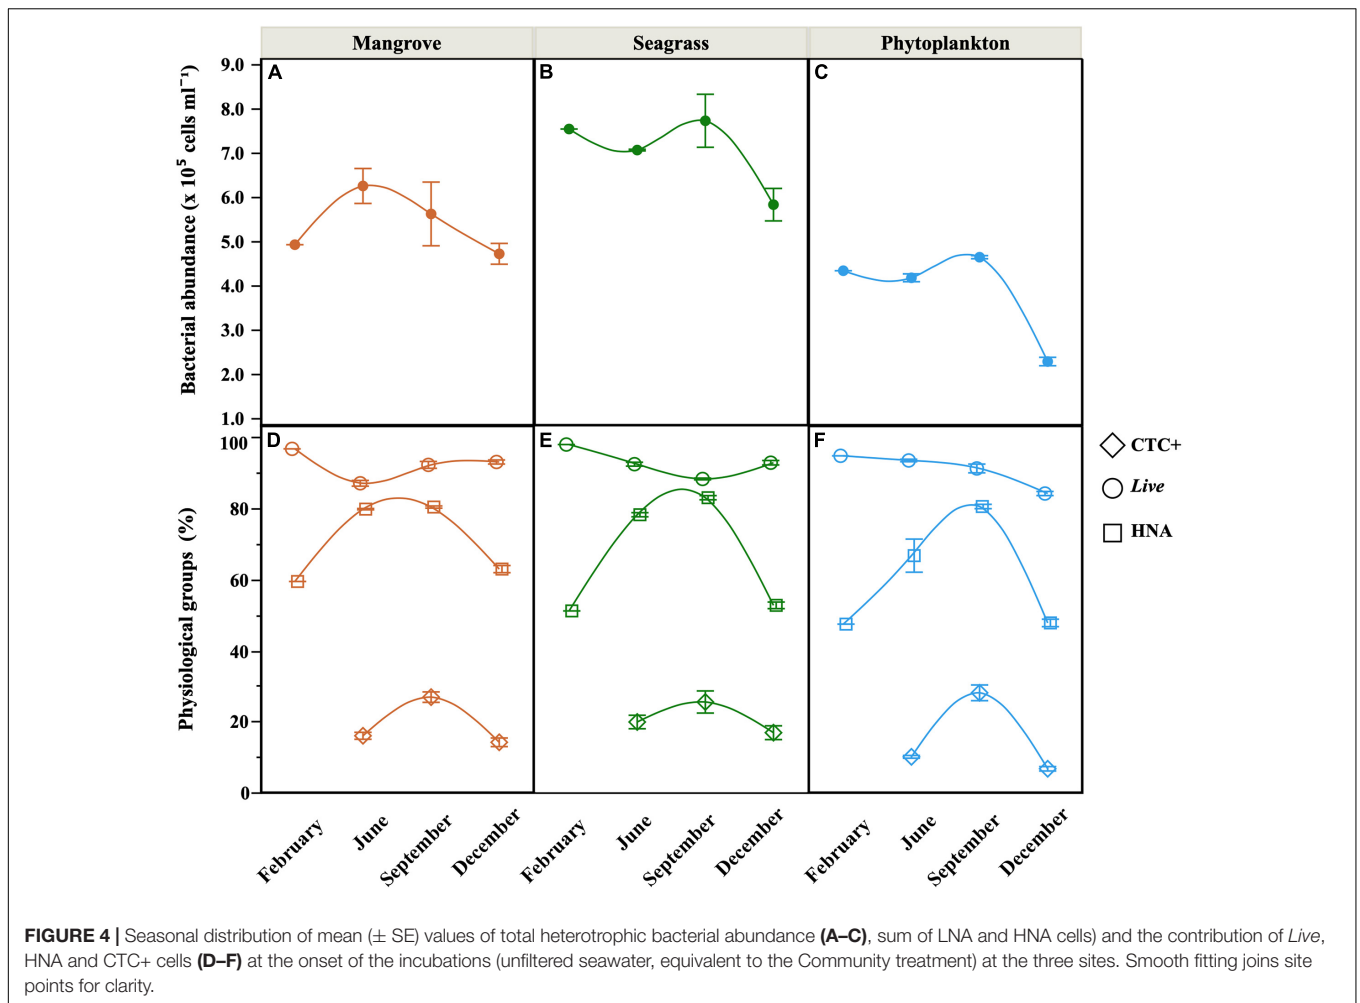 Mangrove Seagrass Phytoplankton
A B C
Bacterial abundance (x 10⁵ cells ml⁻¹)
9.0
8.0
7.0
6.0
5.0
4.0
3.0
2.0
1.0
D E F
Physiological groups (%)
100
80
60
40
20
0
CTC+
Live
HNA
February June September December February June September December February June September December
FIGURE 4 | Seasonal distribution of mean (± SE) values of total heterotrophic bacterial abundance (A–C), sum of LNA and HNA cells) and the contribution of Live,
HNA and CTC+ cells (D–F) at the onset of the incubations (unfiltered seawater, equivalent to the Community treatment) at the three sites. Smooth fitting joins site
points for clarity.